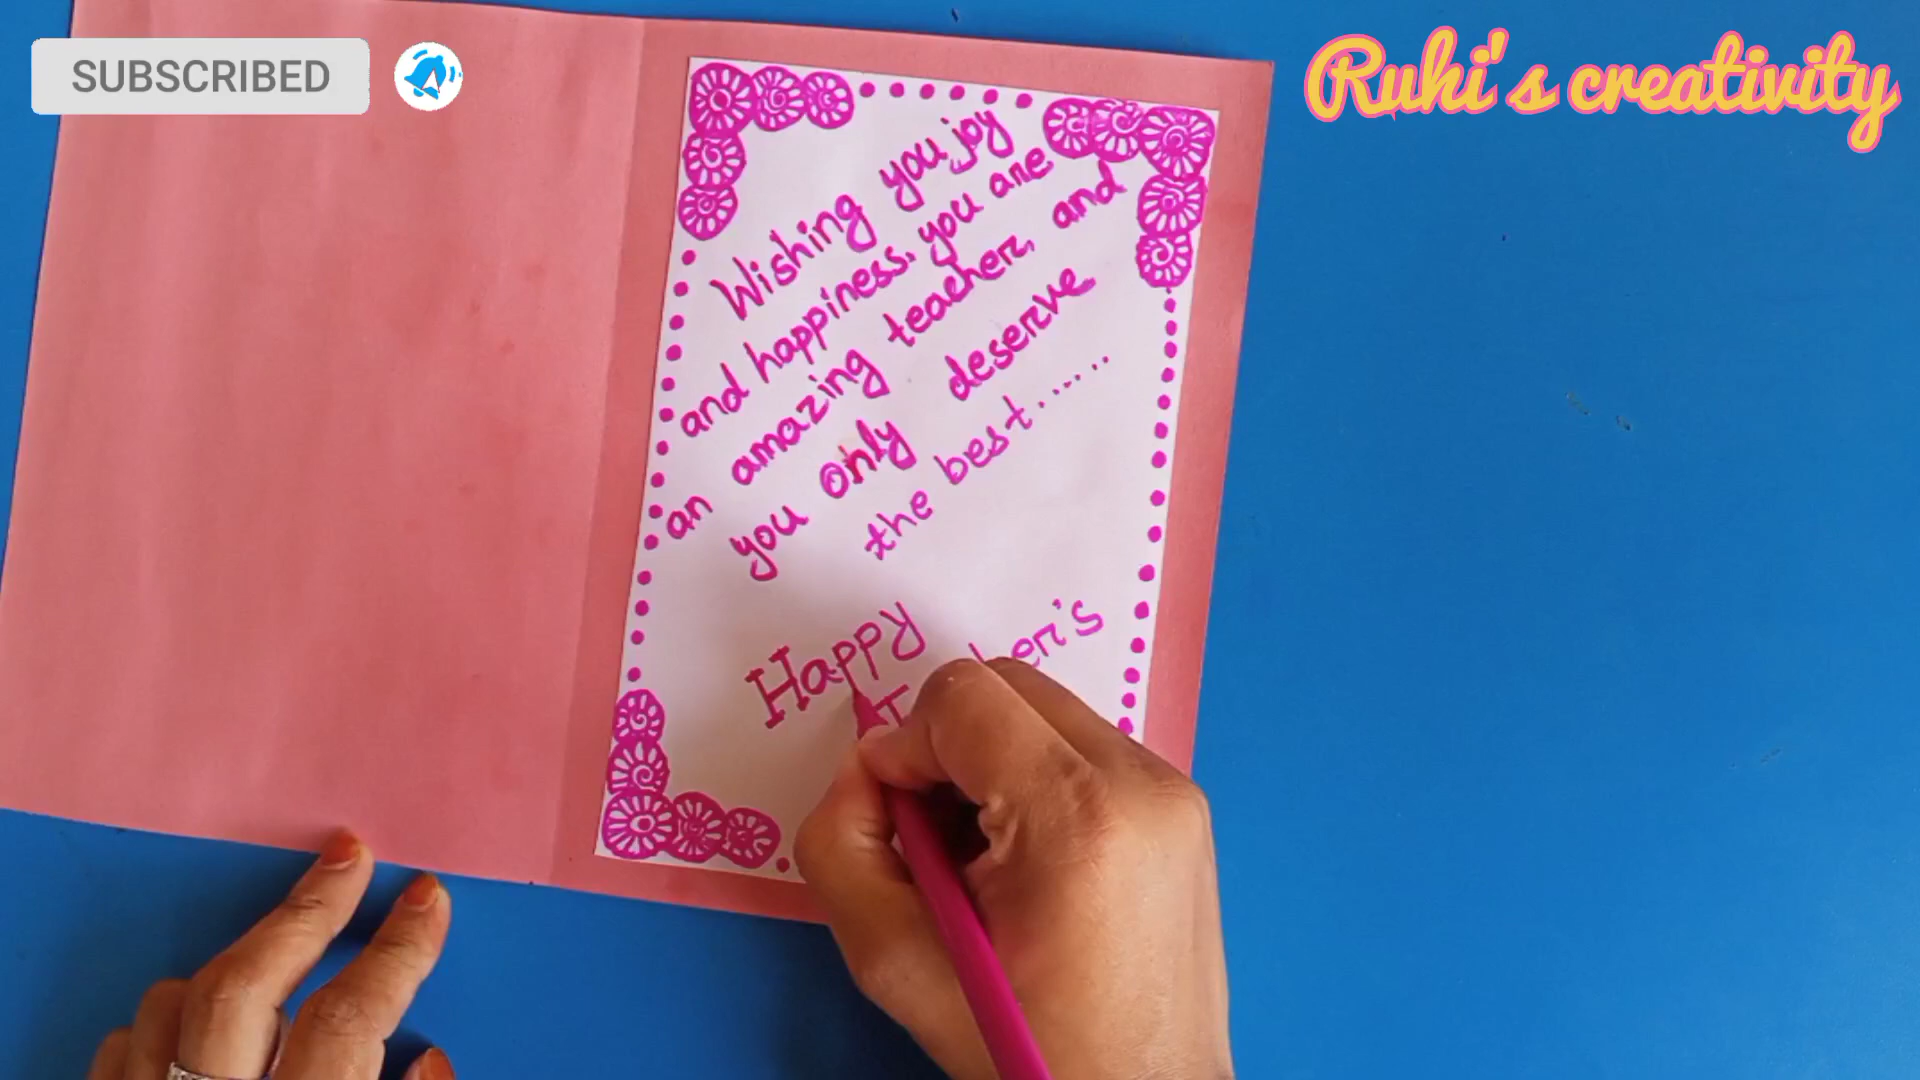 SUBSCRIBED
Ruhi's creativity
Wishing you joy
and happiness, you are
an amazing teacher, and
you only deserve
the best......
Happy